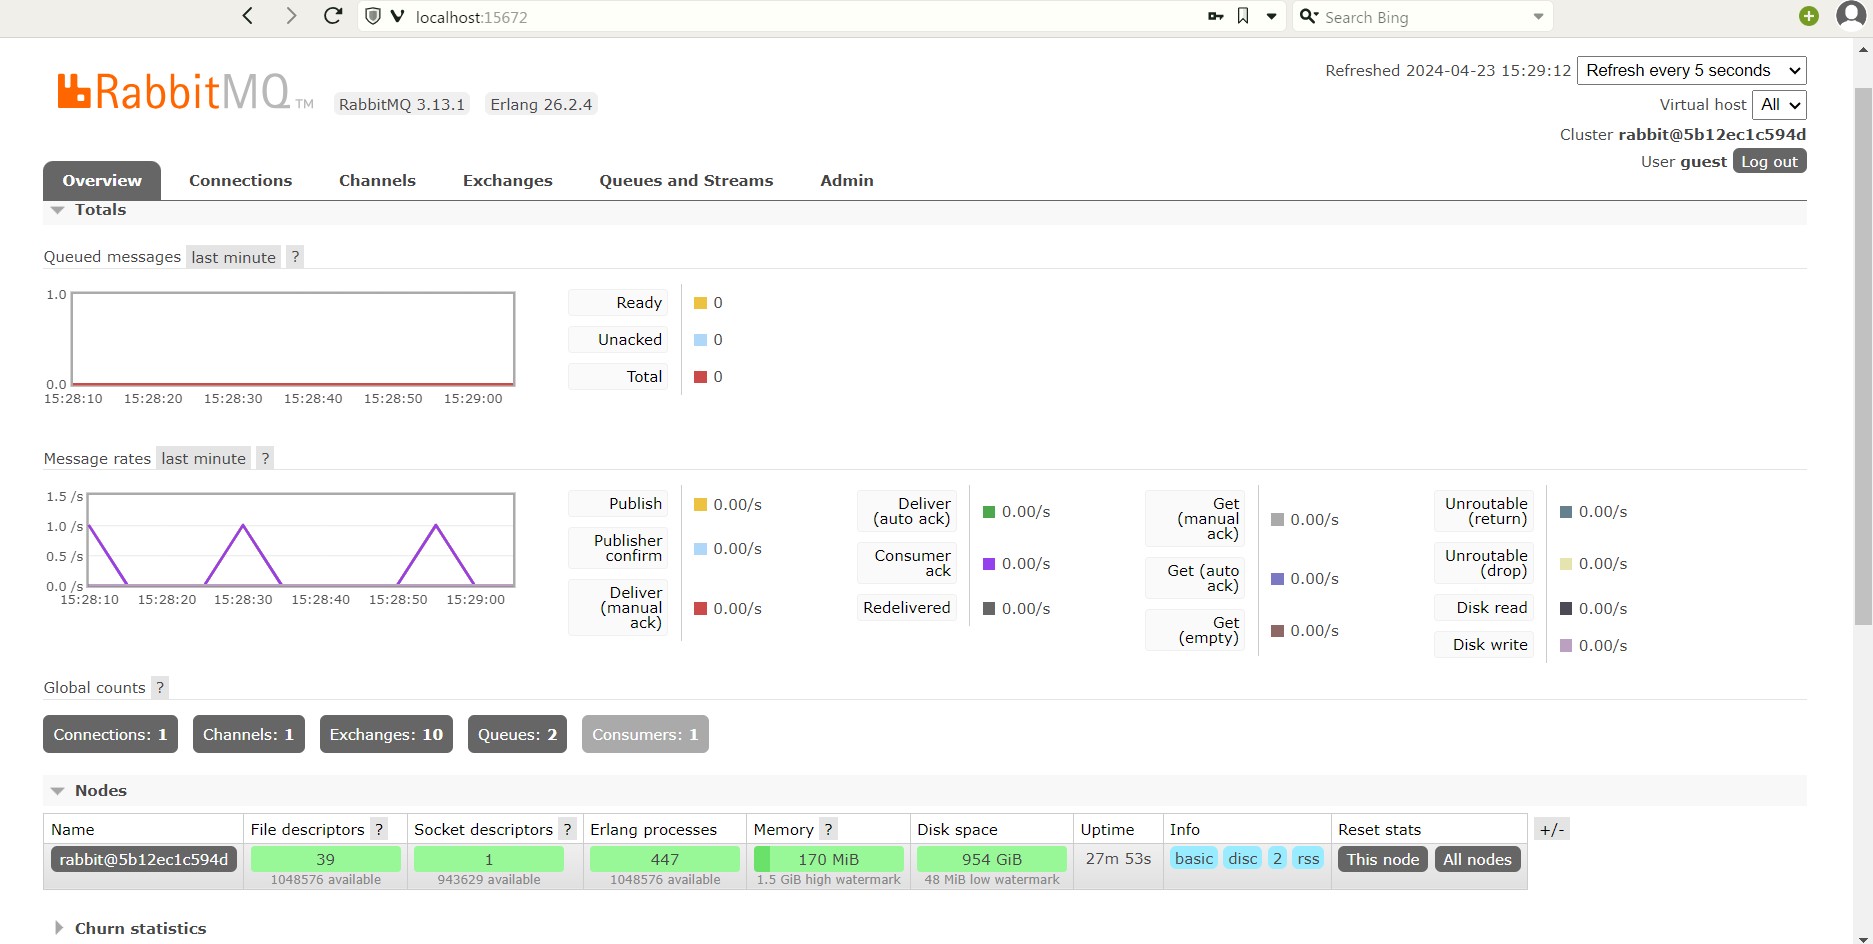 localhost:15672
Search Bing
RabbitMQ TM
RabbitMQ 3.13.1 Erlang 26.2.4
Refreshed 2024-04-23 15:29:12 Refresh every 5 seconds
Virtual host All
Cluster rabbit@5b12ec1c594d
User guest Log out
Overview Connections Channels Exchanges Queues and Streams Admin
Totals
Queued messages last minute ?
1.0
0.0
15:28:10 15:28:20 15:28:30 15:28:40 15:28:50 15:29:00
Ready 0
Unacked 0
Total 0
Message rates last minute ?
1.5 /s
1.0 /s
0.5 /s
0.0 /s
15:28:10 15:28:20 15:28:30 15:28:40 15:28:50 15:29:00
Publish 0.00/s
Publisher
confirm 0.00/s
Deliver
(manual
ack) 0.00/s
Deliver
(auto ack) 0.00/s
Consumer
ack 0.00/s
Redelivered 0.00/s
Get
(manual
ack) 0.00/s
Get (auto
ack) 0.00/s
Get
(empty) 0.00/s
Unroutable
(return) 0.00/s
Unroutable
(drop) 0.00/s
Disk read 0.00/s
Disk write 0.00/s
Global counts ?
Connections: 1 Channels: 1 Exchanges: 10 Queues: 2 Consumers: 1
Nodes
Name File descriptors ? Socket descriptors ? Erlang processes Memory ? Disk space Uptime Info Reset stats +/-
rabbit@5b12ec1c594d 39 1 447 170 MiB 954 GiB 27m 53s basic disc 2 rss This node All nodes
1048576 available 943629 available 1048576 available 1.5 GiB high watermark 48 MiB low watermark
Churn statistics